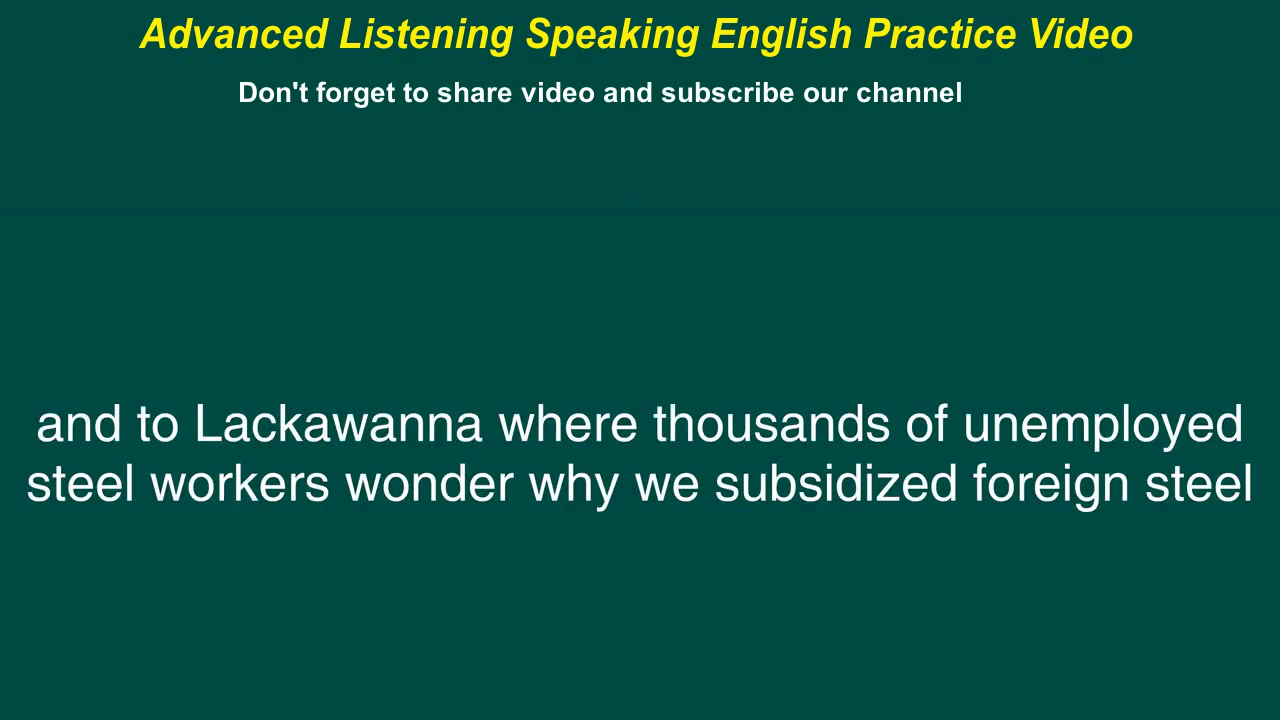 Advanced Listening Speaking English Practice Video
Don't forget to share video and subscribe our channel
and to Lackawanna where thousands of unemployed
steel workers wonder why we subsidized foreign steel